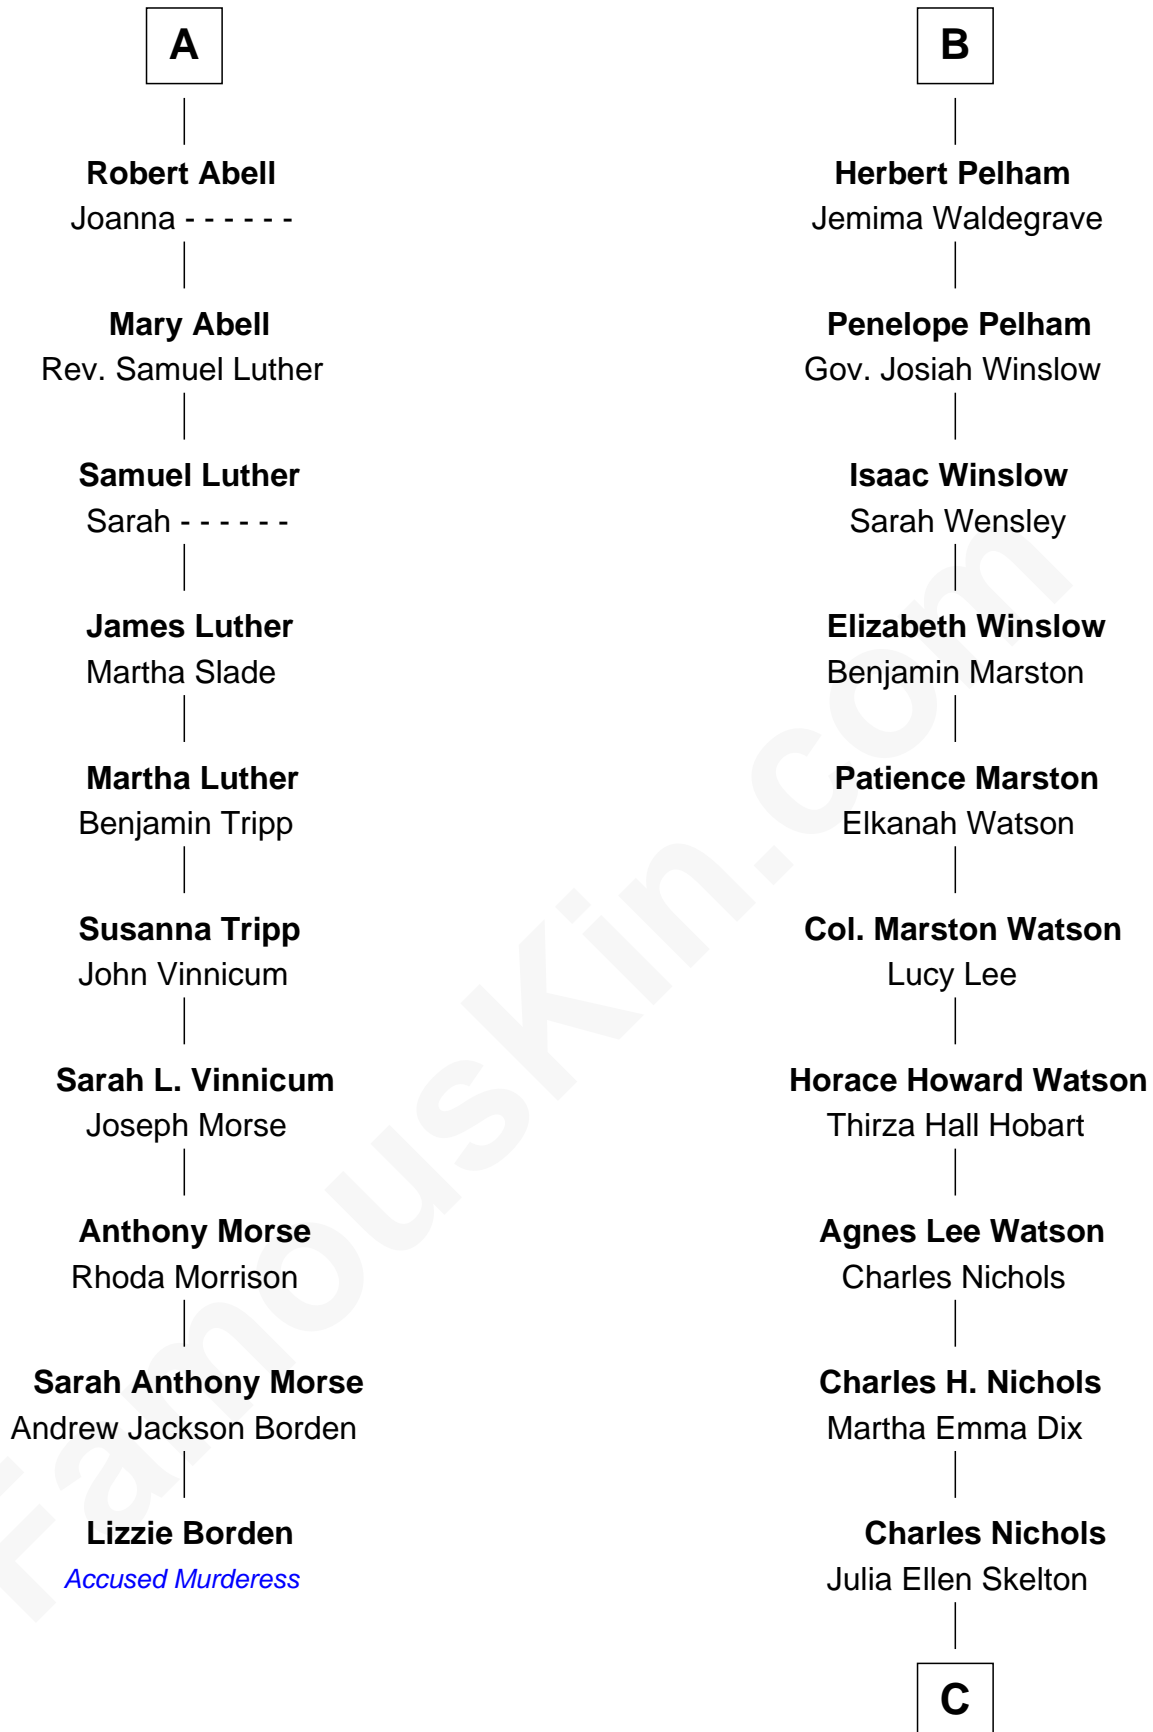 A
Robert Abell
Joanna - - - - - -
Mary Abell
Rev. Samuel Luther
Samuel Luther
Sarah - - - - - -
James Luther
Martha Slade
Martha Luther
Benjamin Tripp
Susanna Tripp
John Vinnicum
Sarah L. Vinnicum
Joseph Morse
Anthony Morse
Rhoda Morrison
Sarah Anthony Morse
Andrew Jackson Borden
Lizzie Borden
Accused Murderess
B
Herbert Pelham
Jemima Waldegrave
Penelope Pelham
Gov. Josiah Winslow
Isaac Winslow
Sarah Wensley
Elizabeth Winslow
Benjamin Marston
Patience Marston
Elkanah Watson
Col. Marston Watson
Lucy Lee
Horace Howard Watson
Thirza Hall Hobart
Agnes Lee Watson
Charles Nichols
Charles H. Nichols
Martha Emma Dix
Charles Nichols
Julia Ellen Skelton
C
FamousKin.com